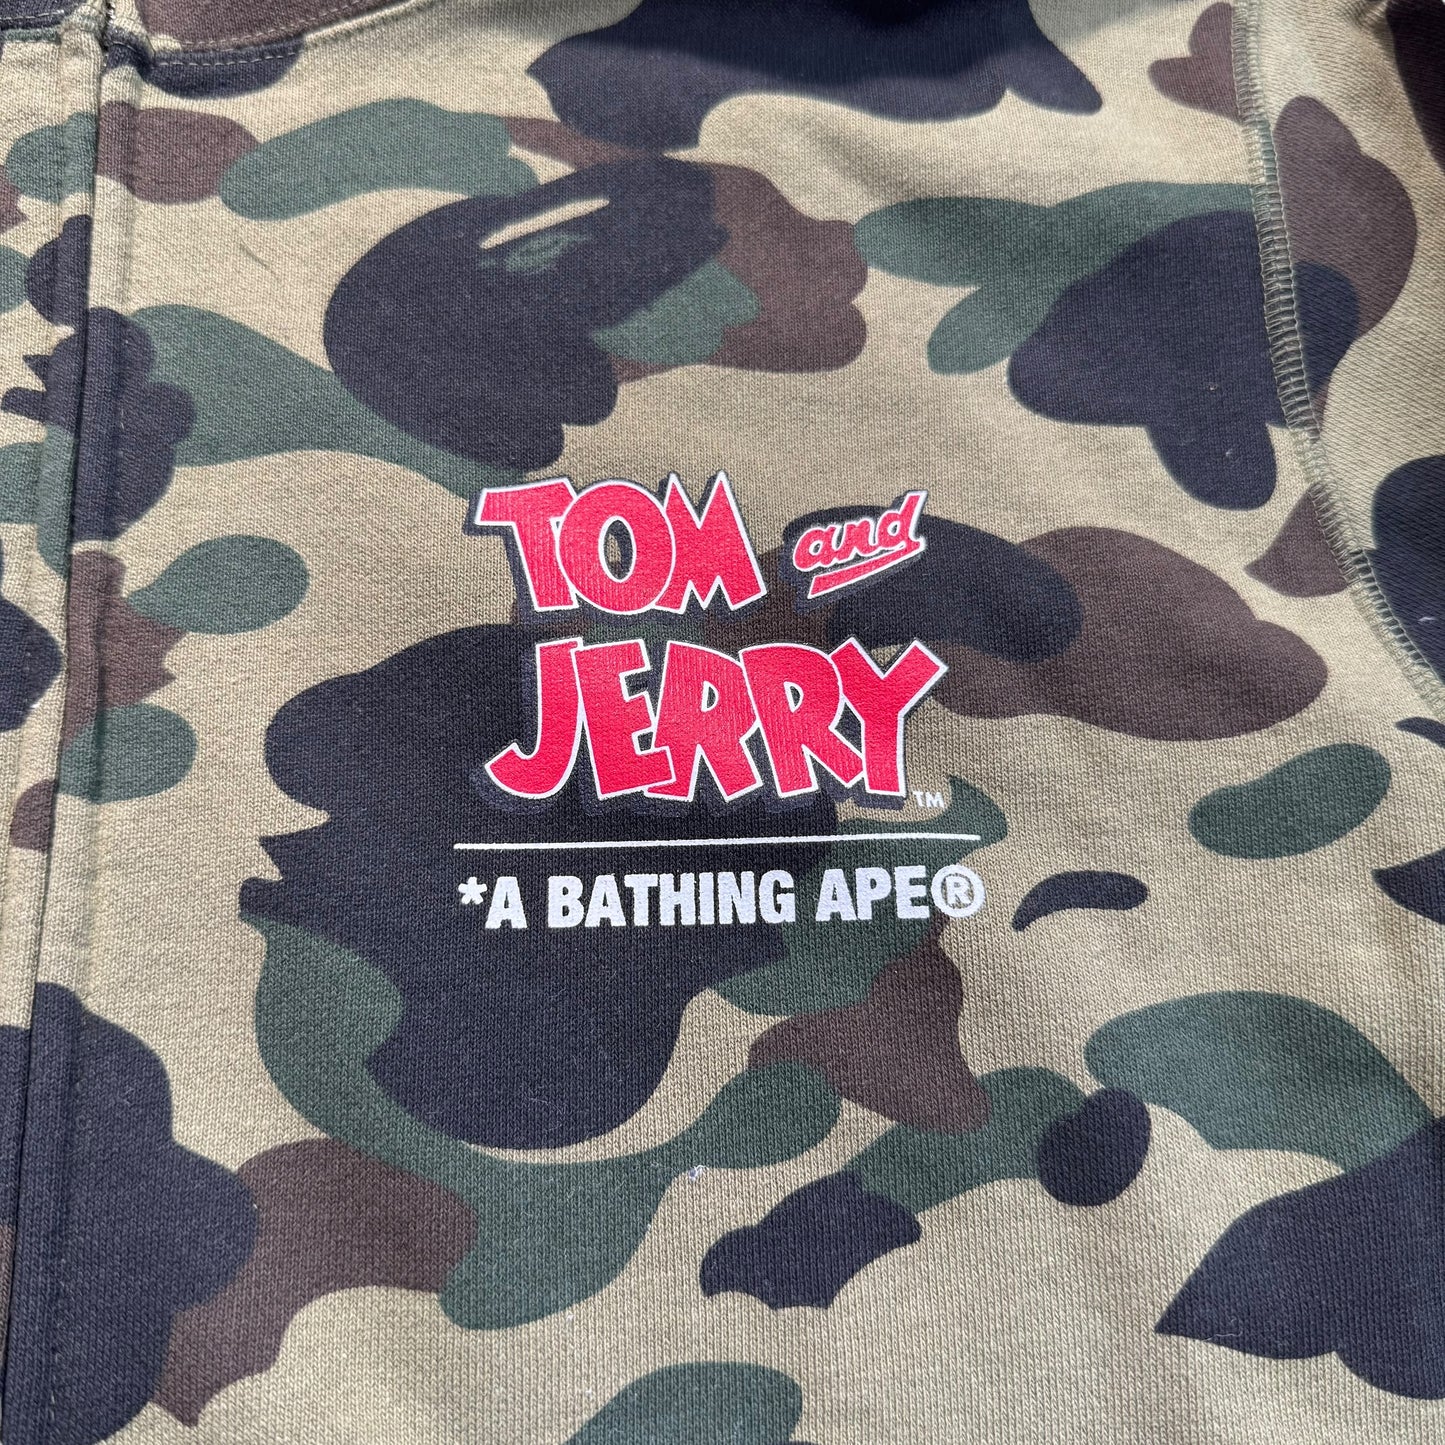 TOM and
JERRY™
*A BATHING APE®